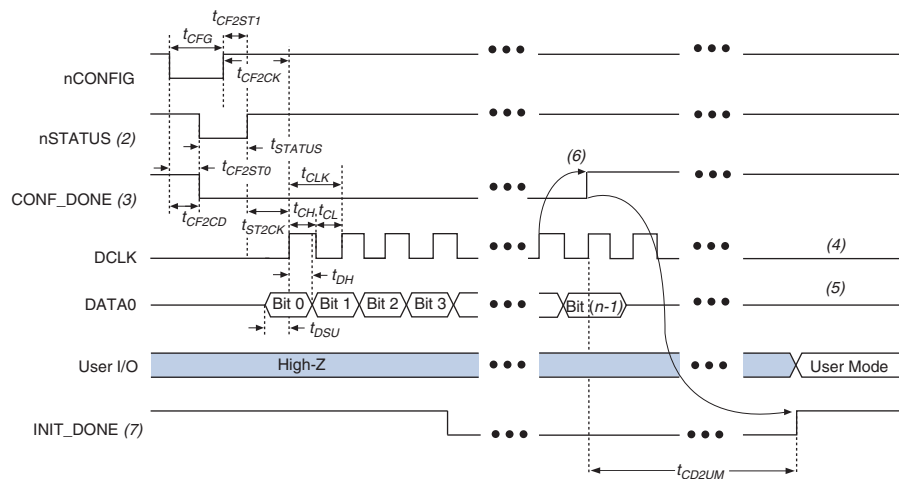 tCF2ST1
tCFG
tCF2CK
nCONFIG
nSTATUS (2)
tSTATUS
tCF2ST0
(6)
tCLK
CONF_DONE (3)
tCF2CD
tCH tCL
tST2CK
DCLK
(4)
tDH
DATA0
Bit 0 Bit 1 Bit 2 Bit 3 Bit (n-1)
(5)
tDSU
User I/O
High-Z
User Mode
INIT_DONE (7)
tCD2UM